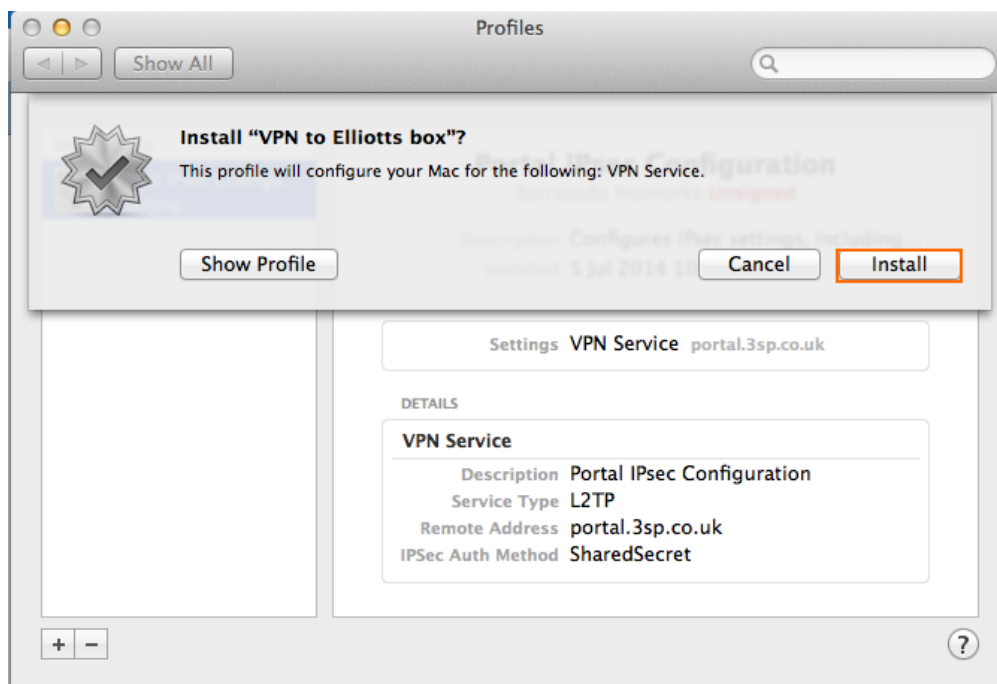 Profiles
Show All
Install “VPN to Elliotts box”?
This profile will configure your Mac for the following: VPN Service.
Portal IPsec Configuration
Barracuda Networks Unsigned
Description Configures IPsec settings, including...
Installed 5 Jul 2014 10
Show Profile
Cancel
Install
Settings VPN Service portal.3sp.co.uk
DETAILS
VPN Service
Description Portal IPsec Configuration
Service Type L2TP
Remote Address portal.3sp.co.uk
IPSec Auth Method SharedSecret
+ −
?